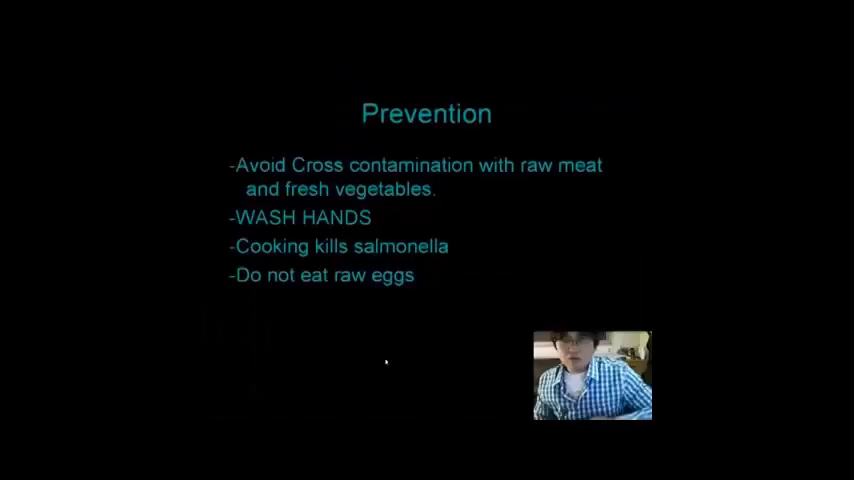 Prevention
-Avoid Cross contamination with raw meat
and fresh vegetables.
-WASH HANDS
-Cooking kills salmonella
-Do not eat raw eggs